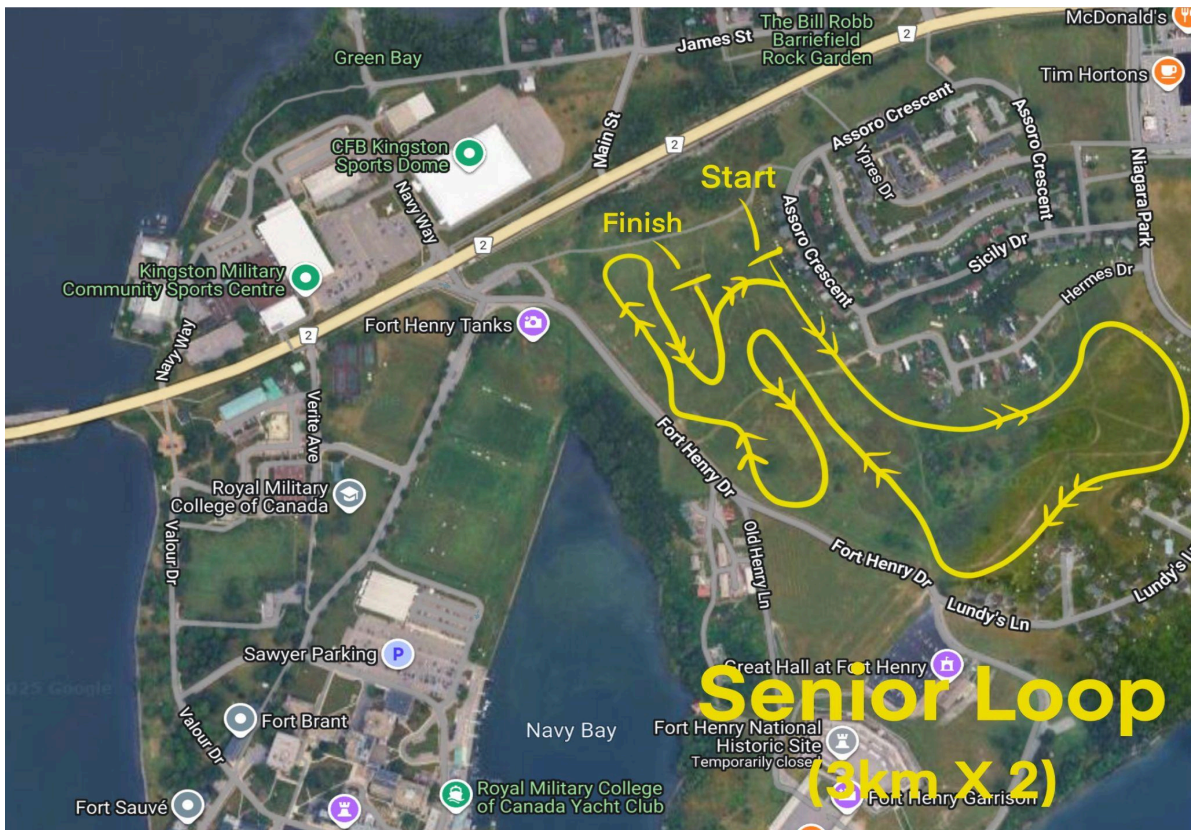 McDonald's
The Bill Robb
Barriefield
Rock Garden
2
James St
Green Bay
Tim Hortons
Assoro Crescent
Assoro Crescent
Main St
2
CFB Kingston
Sports Dome
Ypres Dr
Niagara Park
Start
Navy Way
Assoro Crescent
Finish
Sicily Dr
2
Kingston Military
Community Sports Centre
Hermes Dr
Fort Henry Tanks
2
Navy Way
Verite Ave
Fort Henry Dr
Royal Military
College of Canada
Valour Dr
Old Henry Ln
Fort Henry Dr
Lundy's Ln
Lundy's
Sawyer Parking
P
Great Hall at Fort Henry
Senior Loop
2025 Google
Fort Brant
Valour Dr
Navy Bay
Fort Henry National
Historic Site
Temporarily closed
(3km X 2)
Royal Military College
of Canada Yacht Club
Fort Henry Garrison
Fort Sauvé